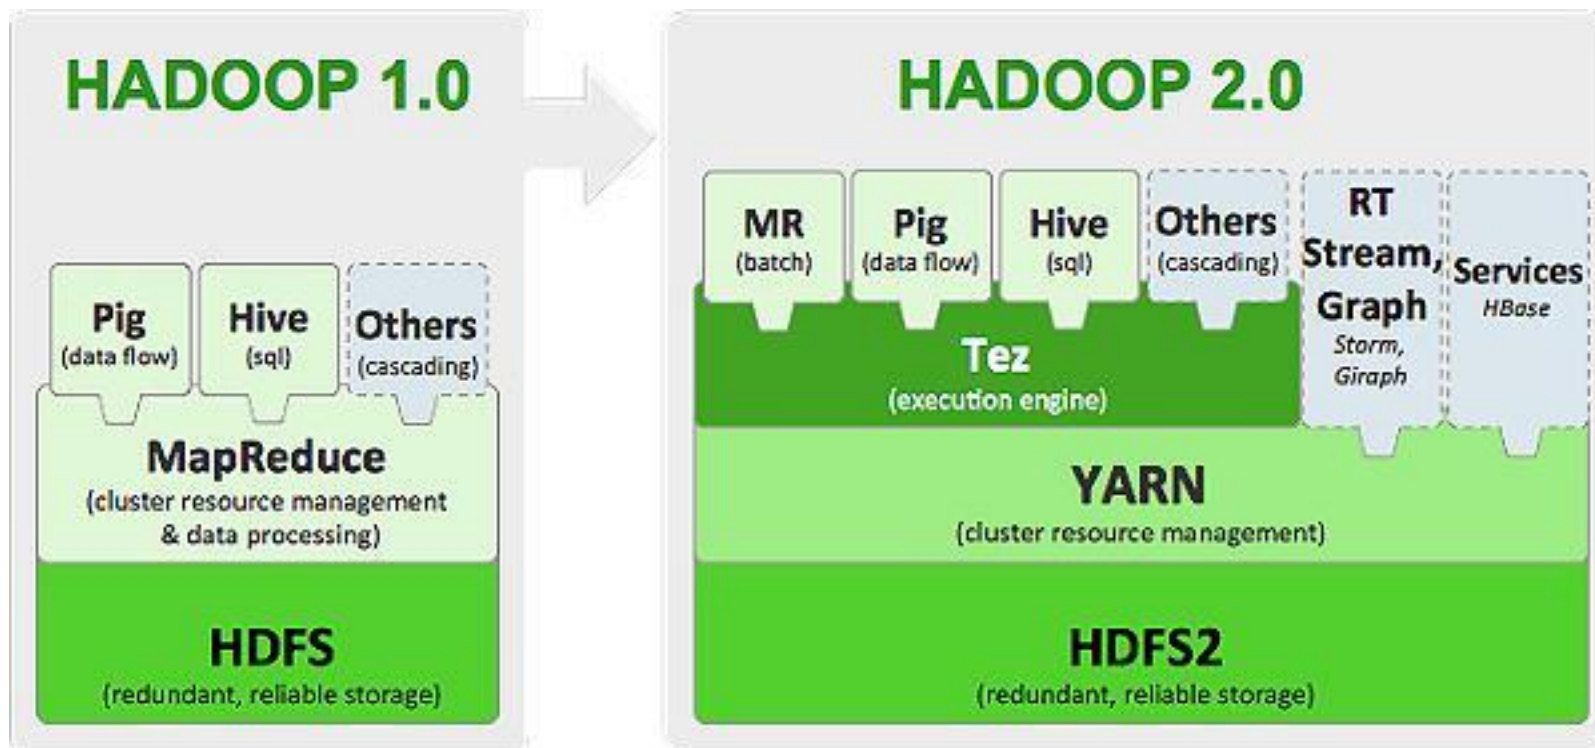 HADOOP 1.0
Pig
(data flow)
Hive
(sql)
Others
(cascading)
MapReduce
(cluster resource management
& data processing)
HDFS
(redundant, reliable storage)
HADOOP 2.0
MR
(batch)
Pig
(data flow)
Hive
(sql)
Others
(cascading)
RT
Stream,
Graph
Storm,
Giraph
Services
HBase
Tez
(execution engine)
YARN
(cluster resource management)
HDFS2
(redundant, reliable storage)